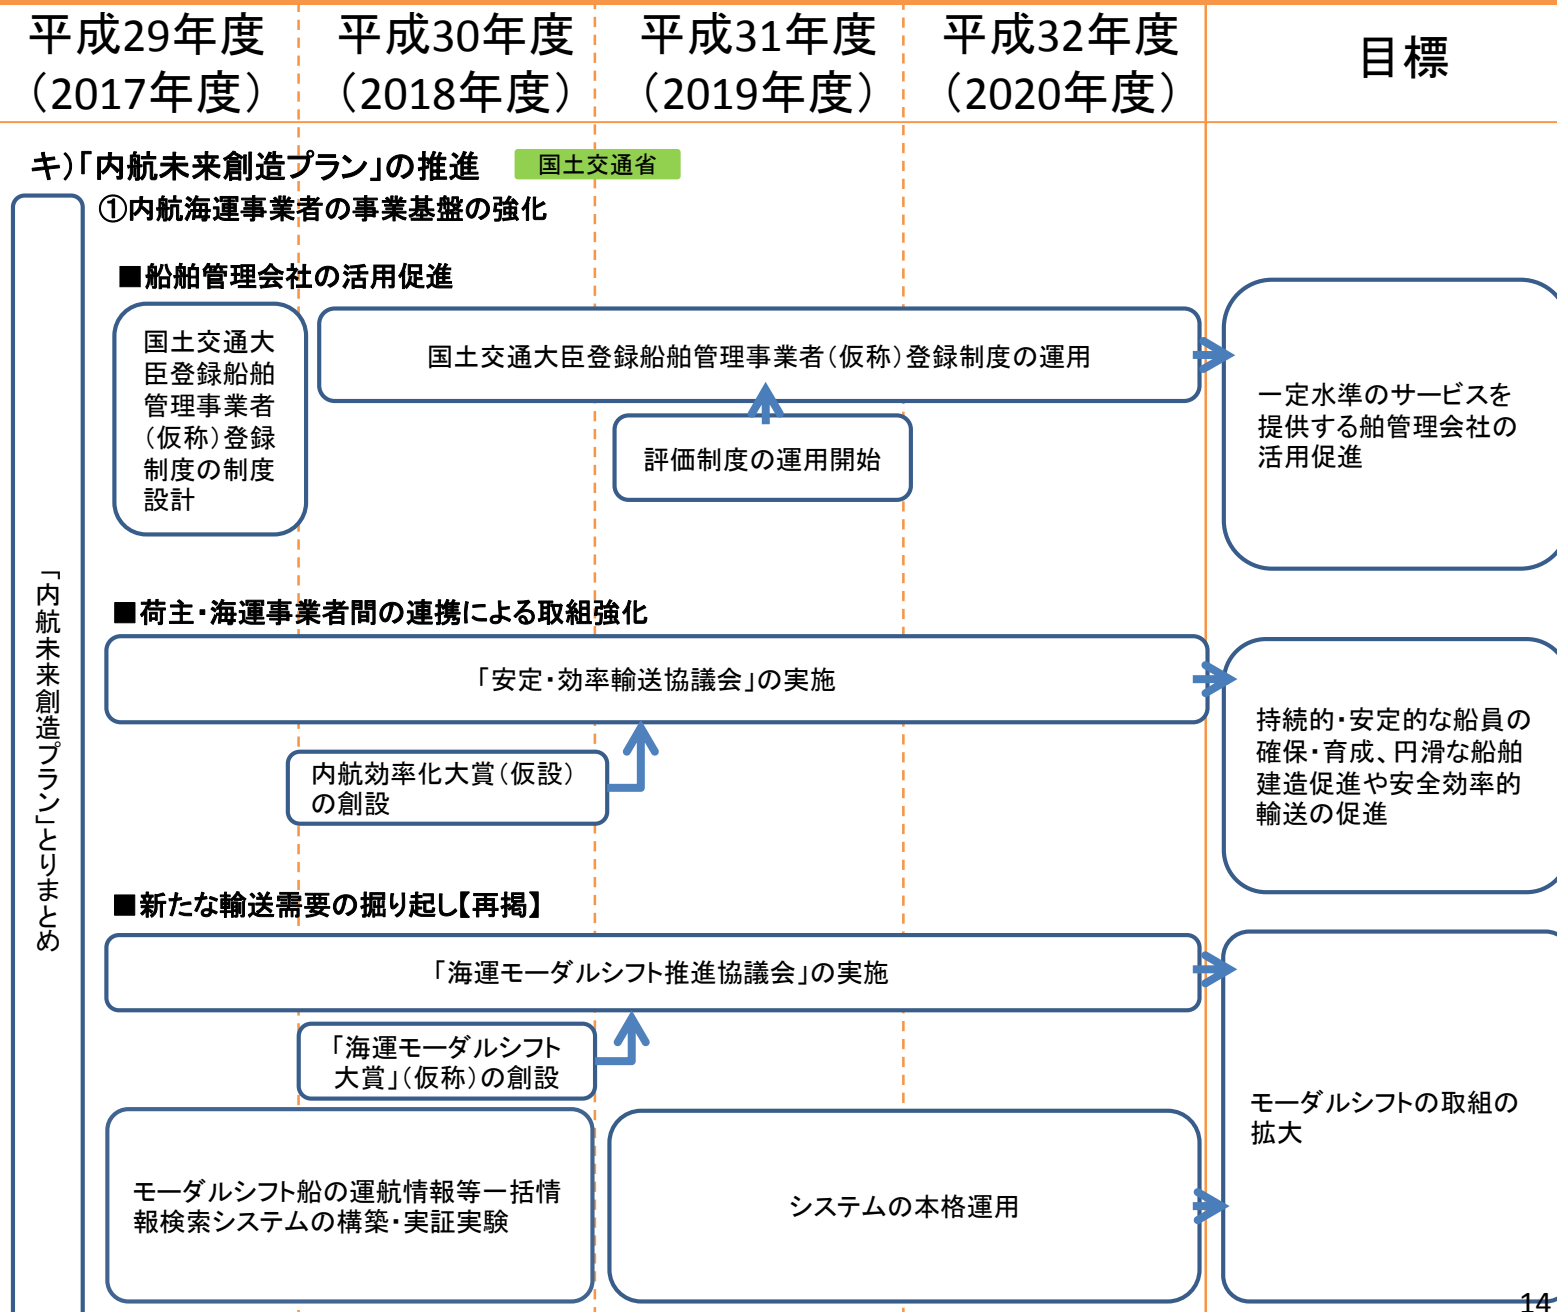 平成29年度
（2017年度）
平成30年度
（2018年度）
平成31年度
（2019年度）
平成32年度
（2020年度）
目標
キ）「内航未来創造プラン」の推進
国土交通省
①内航海運事業者の事業基盤の強化
「内航未来創造プラン」とりまとめ
■船舶管理会社の活用促進
国土交通大
臣登録船舶
管理事業者
（仮称）登録
制度の制度
設計
国土交通大臣登録船舶管理事業者（仮称）登録制度の運用
評価制度の運用開始
一定水準のサービスを
提供する舶管理会社の
活用促進
■荷主・海運事業者間の連携による取組強化
「安定・効率輸送協議会」の実施
内航効率化大賞（仮設）
の創設
持続的・安定的な船員の
確保・育成、円滑な船舶
建造促進や安全効率的
輸送の促進
■新たな輸送需要の掘り起し【再掲】
「海運モーダルシフト推進協議会」の実施
「海運モーダルシフト
大賞」（仮称）の創設
モーダルシフト船の運航情報等一括情
報検索システムの構築・実証実験
システムの本格運用
モーダルシフトの取組の
拡大
14